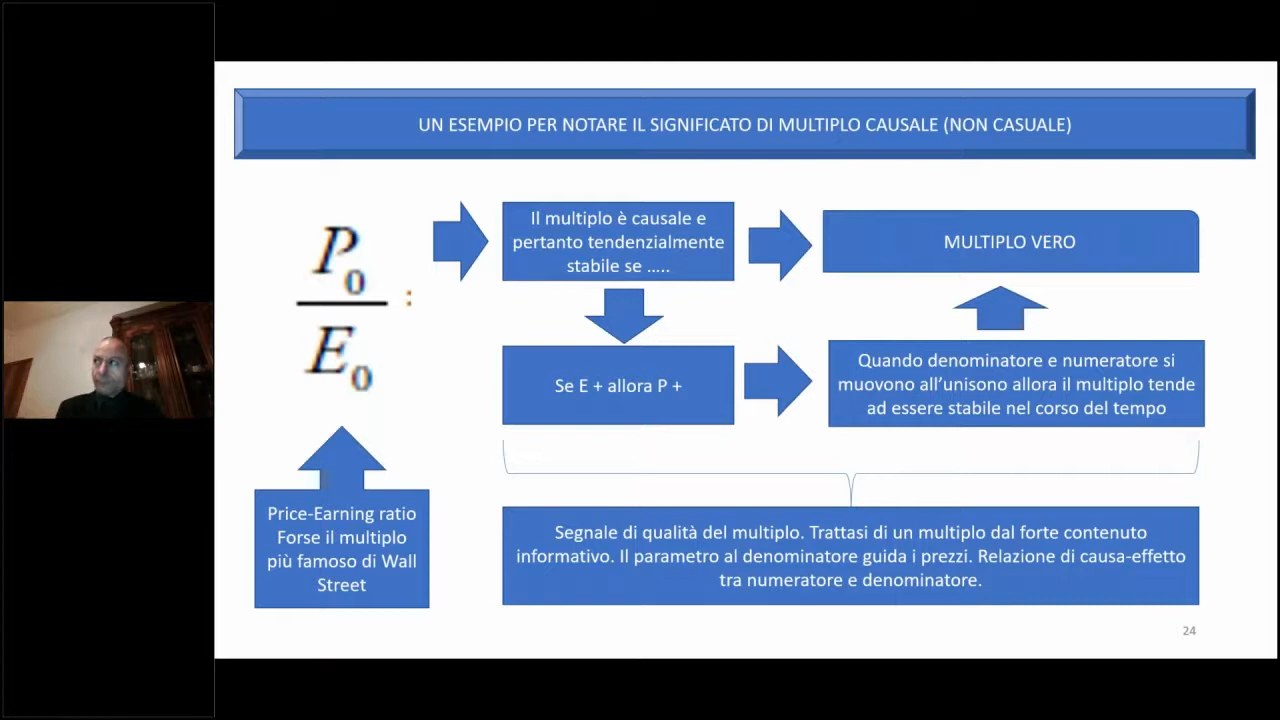 UN ESEMPIO PER NOTARE IL SIGNIFICATO DI MULTIPLO CAUSALE (NON CASUALE)
P0
E0
:
Il multiplo è causale e
pertanto tendenzialmente
stabile se …..
MULTIPLO VERO
Se E + allora P +
Quando denominatore e numeratore si
muovono all’unisono allora il multiplo tende
ad essere stabile nel corso del tempo
Price-Earning ratio
Forse il multiplo
più famoso di Wall
Street
Segnale di qualità del multiplo. Trattasi di un multiplo dal forte contenuto
informativo. Il parametro al denominatore guida i prezzi. Relazione di causa-effetto
tra numeratore e denominatore.
24